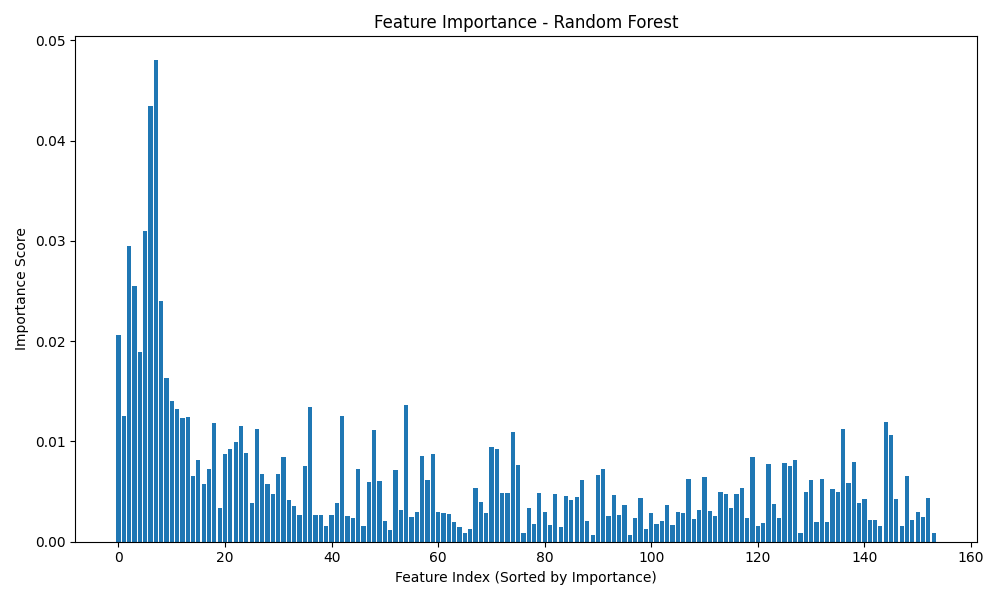 Feature Importance - Random Forest
0.05
0.04
0.03
0.02
0.01
0.00
Importance Score
0 20 40 60 80 100 120 140 160
Feature Index (Sorted by Importance)